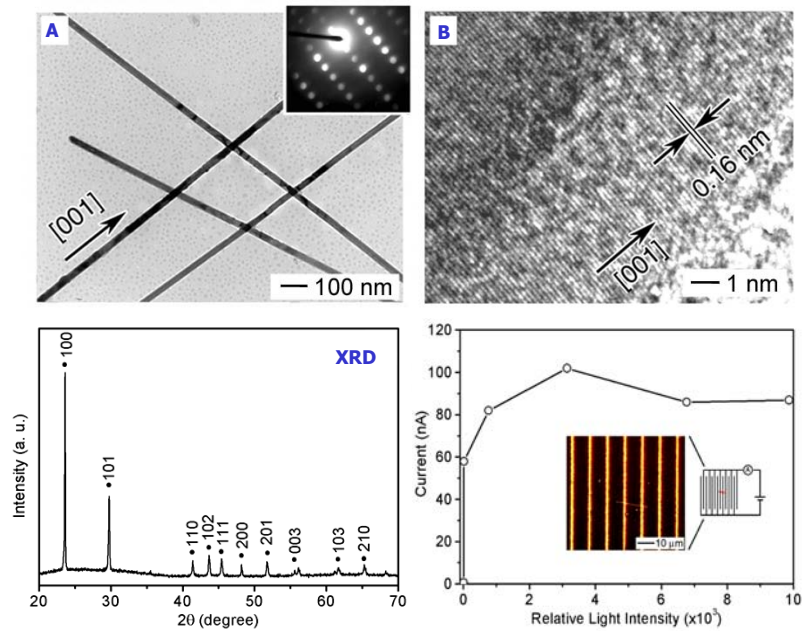 A
[001]
100 nm
B
0.16 nm
[001]
1 nm
XRD
100
101
110
102
111
200
201
003
103
210
Intensity (a. u.)
20 30 40 50 60 70
2θ (degree)
120
100
80
60
40
20
0
Current (nA)
A
10 μm
0 2 4 6 8 10
Relative Light Intensity (x10³)